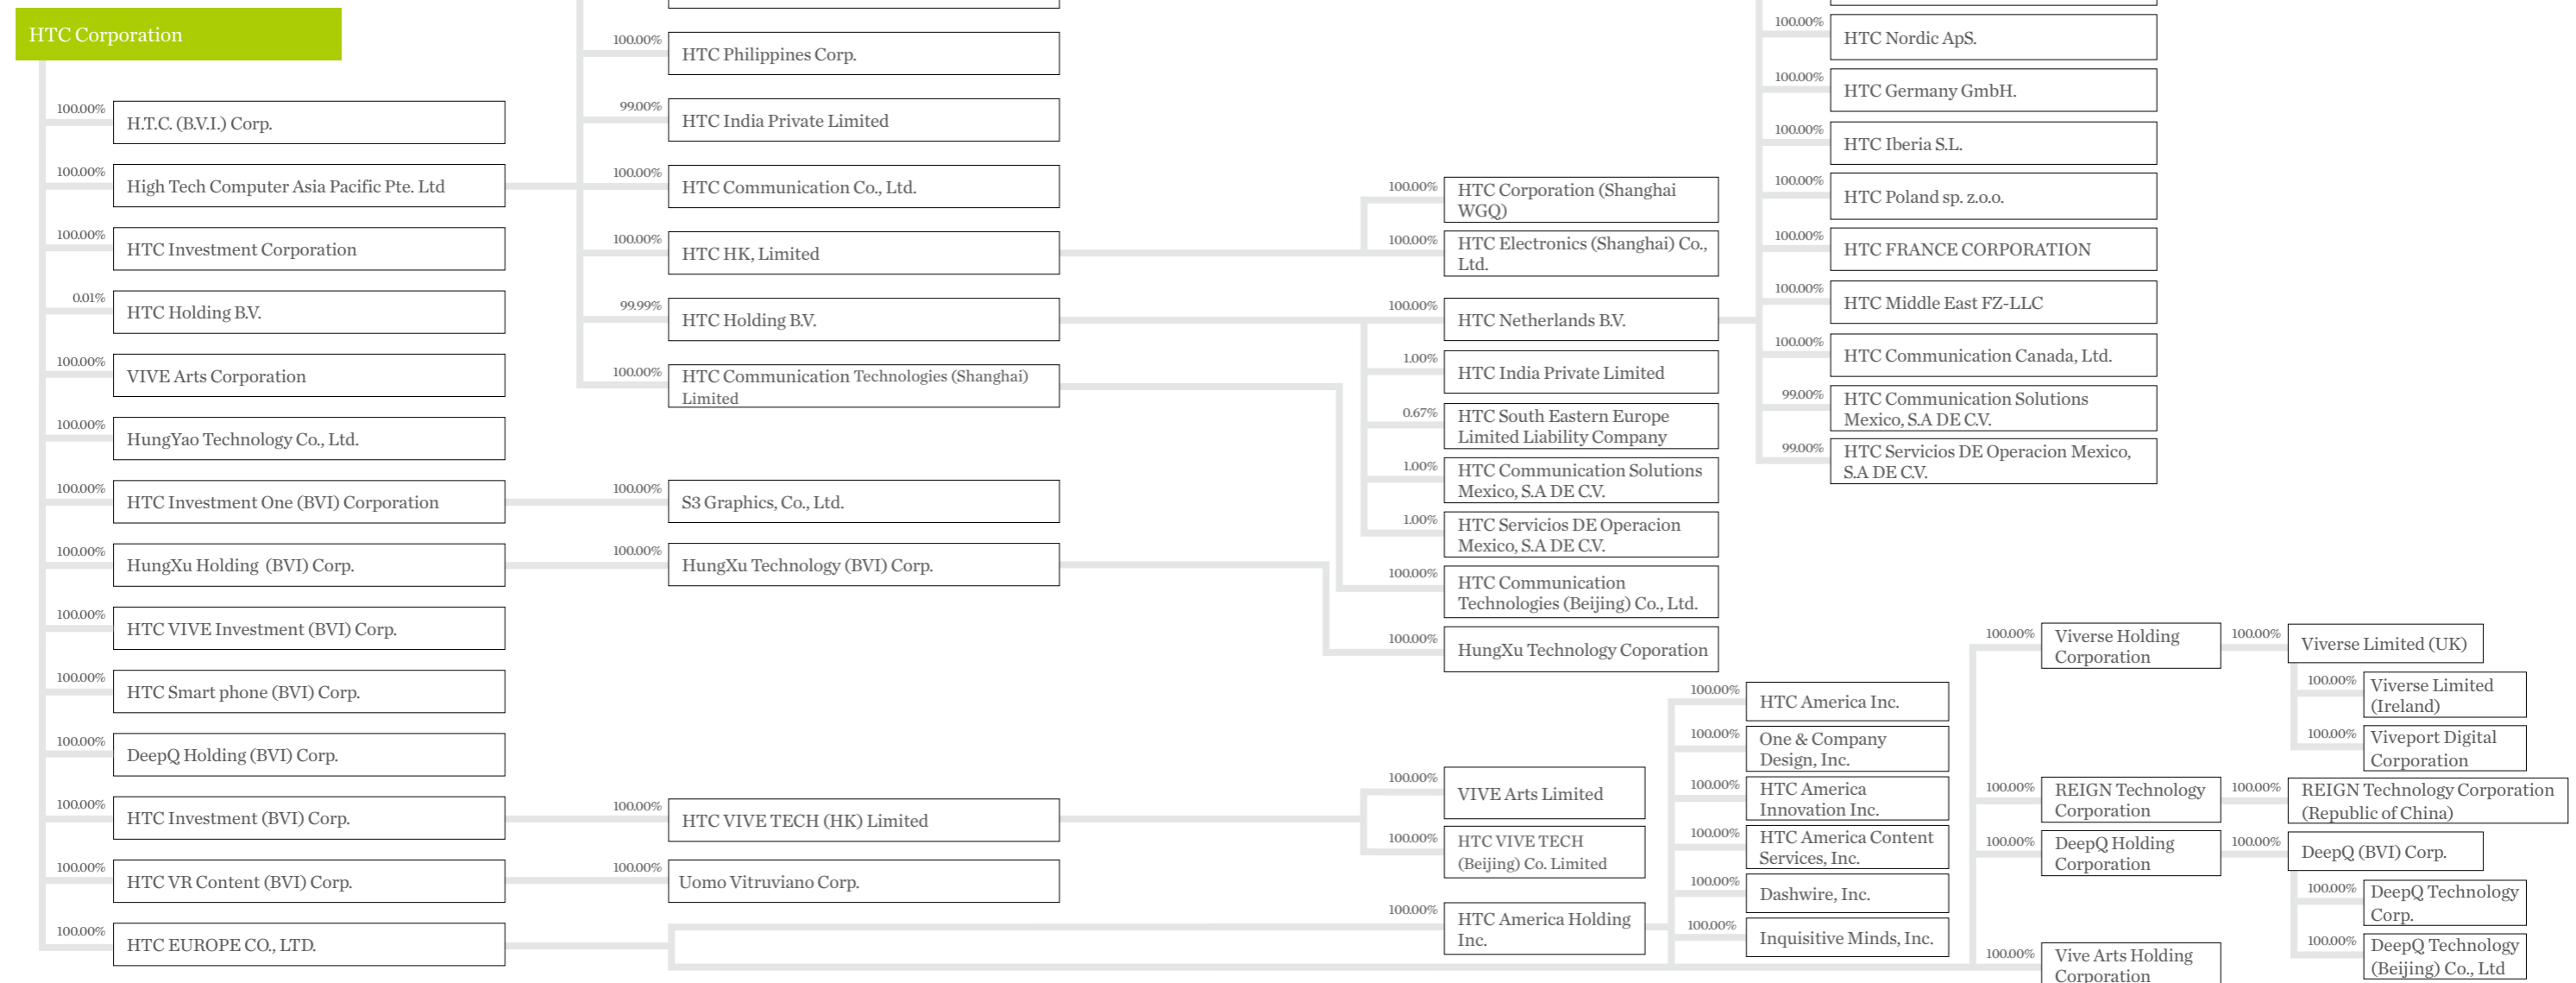 HTC Corporation
100.00%
H.T.C. (B.V.I.) Corp.
100.00%
High Tech Computer Asia Pacific Pte. Ltd
100.00%
HTC Investment Corporation
0.01%
HTC Holding B.V.
100.00%
VIVE Arts Corporation
100.00%
HungYao Technology Co., Ltd.
100.00%
HTC Investment One (BVI) Corporation
100.00%
HungXu Holding (BVI) Corp.
100.00%
HTC VIVE Investment (BVI) Corp.
100.00%
HTC Smart phone (BVI) Corp.
100.00%
DeepQ Holding (BVI) Corp.
100.00%
HTC Investment (BVI) Corp.
100.00%
HTC VR Content (BVI) Corp.
100.00%
HTC EUROPE CO., LTD.
100.00%
HTC Philippines Corp.
99.00%
HTC India Private Limited
100.00%
HTC Communication Co., Ltd.
100.00%
HTC HK, Limited
99.99%
HTC Holding B.V.
100.00%
HTC Communication Technologies (Shanghai)
Limited
100.00%
S3 Graphics, Co., Ltd.
100.00%
HungXu Technology (BVI) Corp.
100.00%
HTC VIVE TECH (HK) Limited
100.00%
Uomo Vitruviano Corp.
100.00%
HTC Corporation (Shanghai
WGQ)
100.00%
HTC Electronics (Shanghai) Co.,
Ltd.
100.00%
HTC Netherlands B.V.
1.00%
HTC India Private Limited
0.67%
HTC South Eastern Europe
Limited Liability Company
1.00%
HTC Communication Solutions
Mexico, S.A DE C.V.
1.00%
HTC Servicios DE Operacion
Mexico, S.A DE C.V.
100.00%
HTC Communication
Technologies (Beijing) Co., Ltd.
100.00%
HungXu Technology Coporation
100.00%
VIVE Arts Limited
100.00%
HTC VIVE TECH
(Beijing) Co. Limited
100.00%
HTC America Holding
Inc.
100.00%
HTC Nordic ApS.
100.00%
HTC Germany GmbH.
100.00%
HTC Iberia S.L.
100.00%
HTC Poland sp. z.o.o.
100.00%
HTC FRANCE CORPORATION
100.00%
HTC Middle East FZ-LLC
100.00%
HTC Communication Canada, Ltd.
99.00%
HTC Communication Solutions
Mexico, S.A DE C.V.
99.00%
HTC Servicios DE Operacion Mexico,
S.A DE C.V.
100.00%
HTC America Inc.
100.00%
One & Company
Design, Inc.
100.00%
HTC America
Innovation Inc.
100.00%
HTC America Content
Services, Inc.
100.00%
Dashwire, Inc.
100.00%
Inquisitive Minds, Inc.
100.00%
Viverse Holding
Corporation
100.00%
REIGN Technology
Corporation
100.00%
DeepQ Holding
Corporation
100.00%
Vive Arts Holding
Corporation
100.00%
Viverse Limited (UK)
100.00%
Viverse Limited
(Ireland)
100.00%
Viveport Digital
Corporation
100.00%
REIGN Technology Corporation
(Republic of China)
100.00%
DeepQ (BVI) Corp.
100.00%
DeepQ Technology
Corp.
100.00%
DeepQ Technology
(Beijing) Co., Ltd